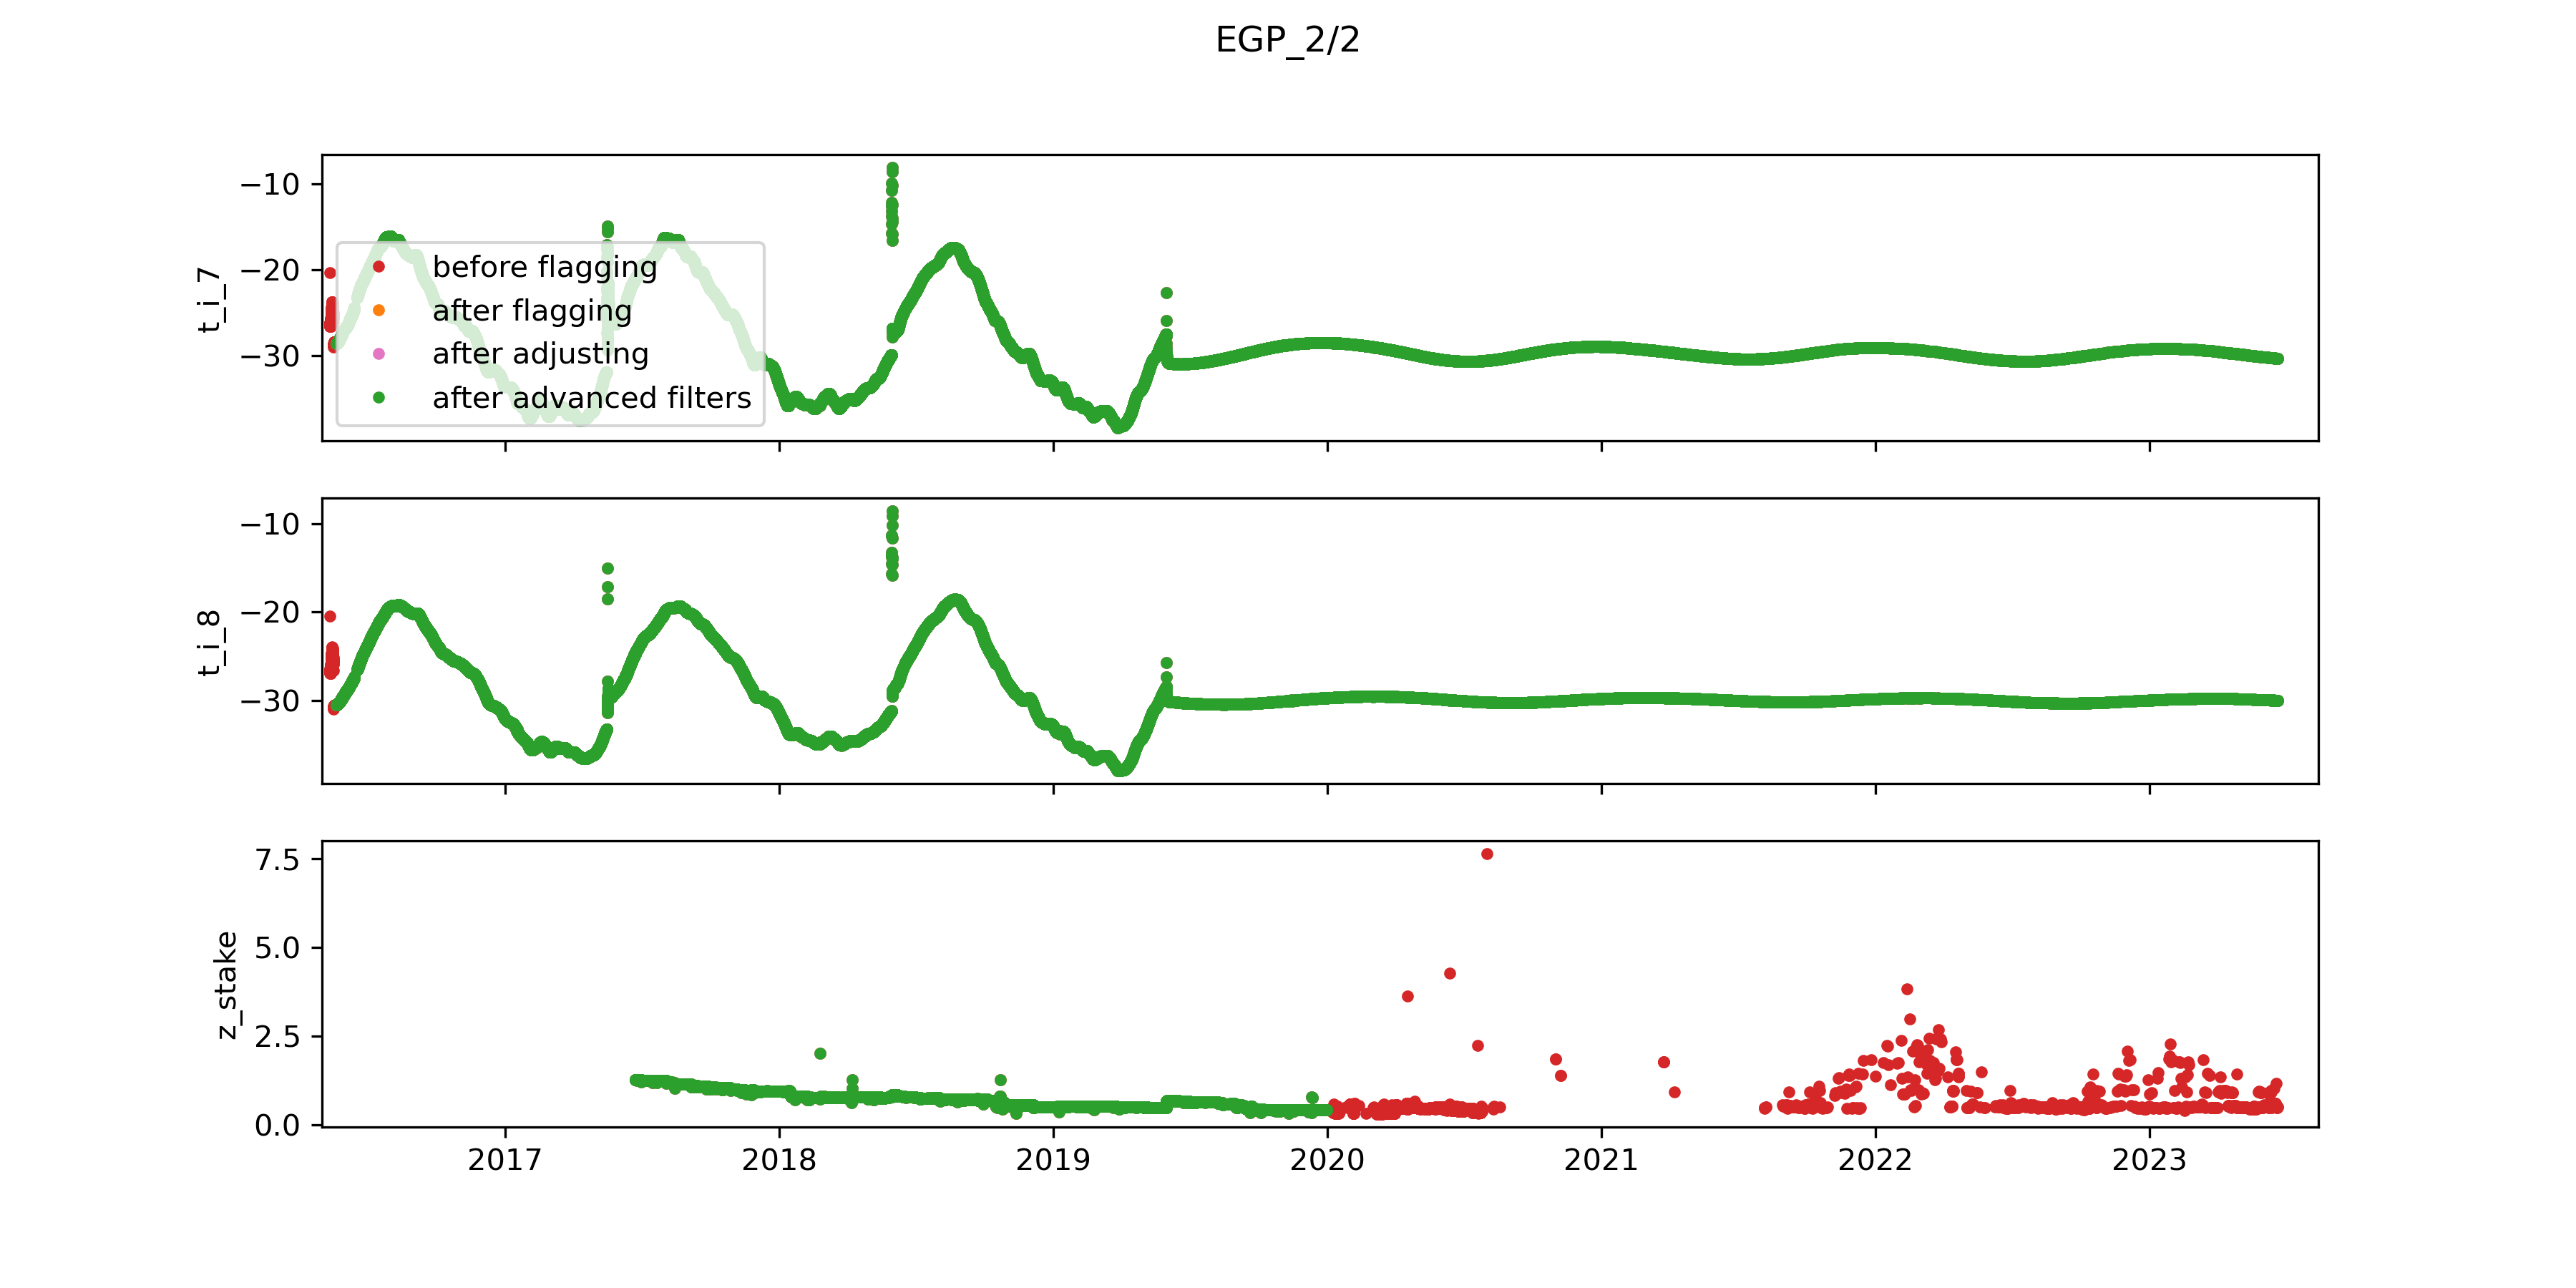 EGP_2/2
t_i_7
−10
−20
−30
before flagging
after flagging
after adjusting
after advanced filters
t_i_8
−10
−20
−30
z_stake
7.5
5.0
2.5
0.0
2017 2018 2019 2020 2021 2022 2023